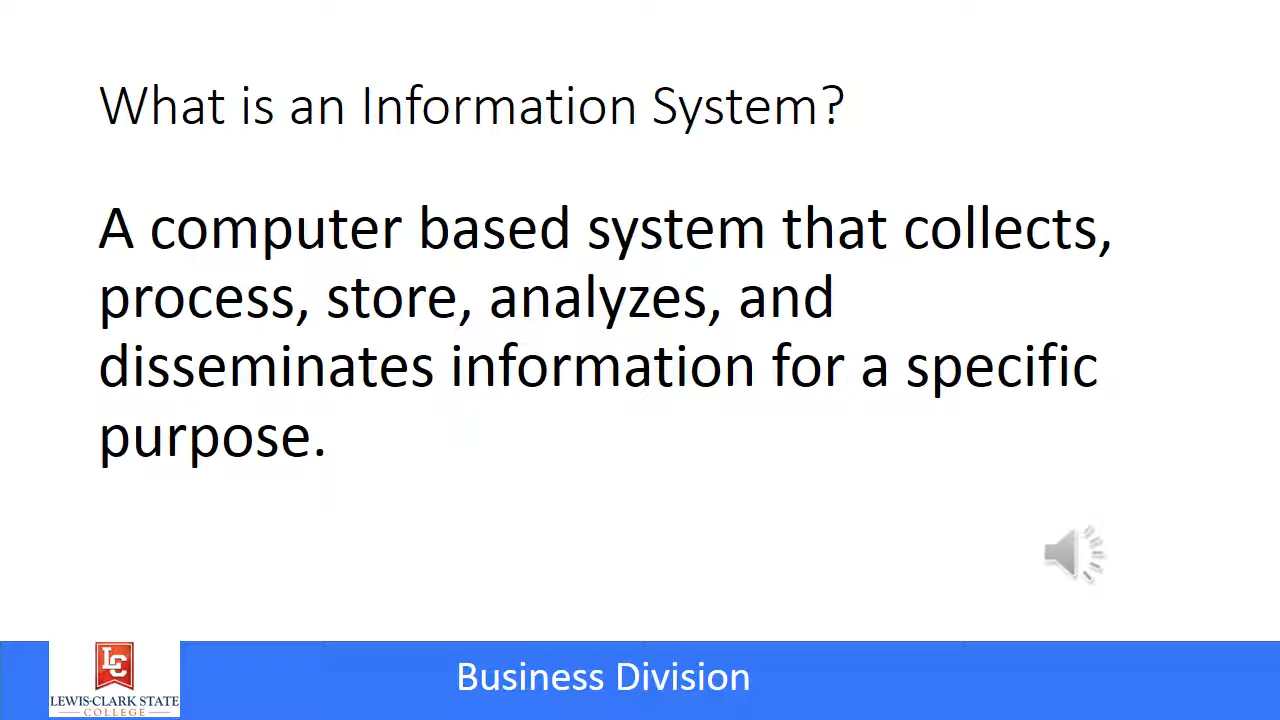 What is an Information System?
A computer based system that collects,
process, store, analyzes, and
disseminates information for a specific
purpose.
LC
LEWIS-CLARK STATE
COLLEGE
Business Division